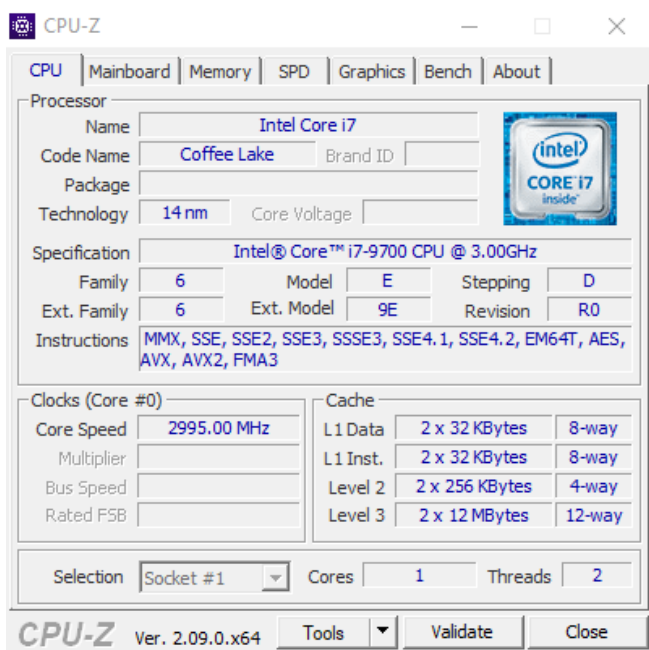 CPU-Z
CPU Mainboard Memory SPD Graphics Bench About
Processor
Name Intel Core i7
Code Name Coffee Lake Brand ID
Package
Technology 14 nm Core Voltage
intel
CORE i7
inside
Specification Intel® Core™ i7-9700 CPU @ 3.00GHz
Family 6 Model E Stepping D
Ext. Family 6 Ext. Model 9E Revision R0
Instructions MMX, SSE, SSE2, SSE3, SSSE3, SSE4.1, SSE4.2, EM64T, AES,
AVX, AVX2, FMA3
Clocks (Core #0)
Core Speed 2995.00 MHz
Multiplier
Bus Speed
Rated FSB
Cache
L1 Data 2 x 32 KBytes 8-way
L1 Inst. 2 x 32 KBytes 8-way
Level 2 2 x 256 KBytes 4-way
Level 3 2 x 12 MBytes 12-way
Selection Socket #1 Cores 1 Threads 2
CPU-Z Ver. 2.09.0.x64 Tools Validate Close